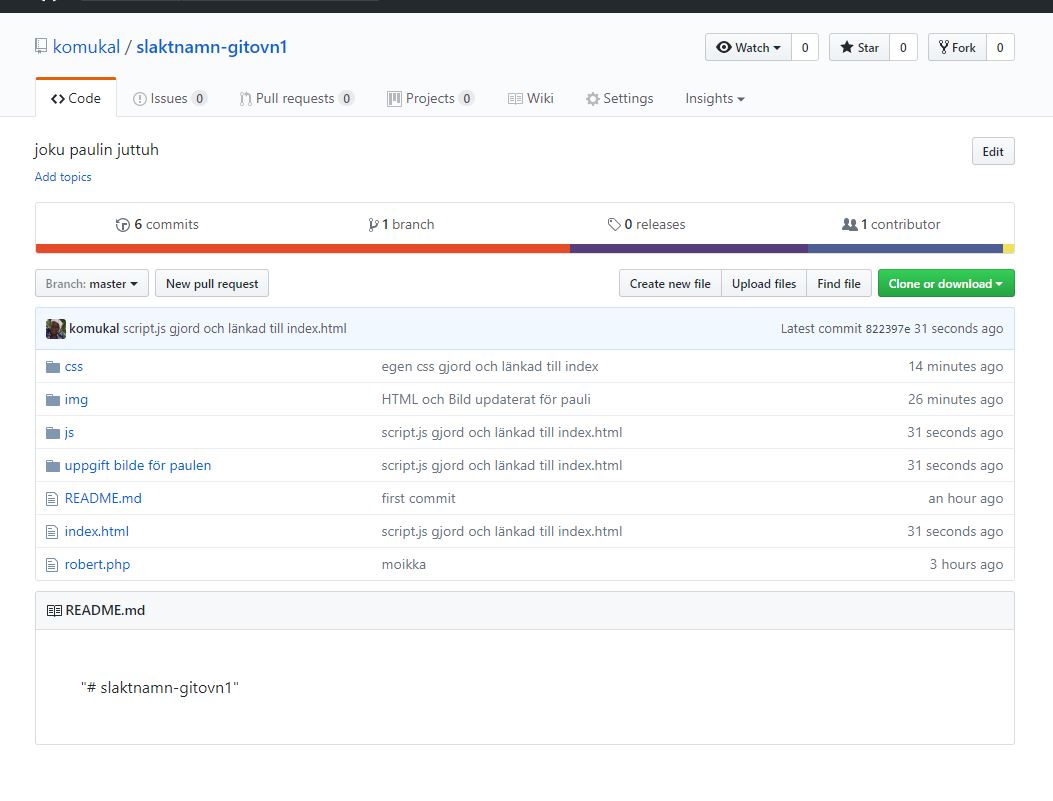 komukal / slaktnamn-gitovn1
Watch 0 Star 0 Fork 0
Code Issues 0 Pull requests 0 Projects 0 Wiki Settings Insights
joku paulin juttuh
Edit
Add topics
6 commits 1 branch 0 releases 1 contributor
Branch: master New pull request Create new file Upload files Find file Clone or download
komukal script.js gjord och länkad till index.html Latest commit 822397e 31 seconds ago
css egen css gjord och länkad till index 14 minutes ago
img HTML och Bild updaterat för pauli 26 minutes ago
js script.js gjord och länkad till index.html 31 seconds ago
uppgift bilde för paulen script.js gjord och länkad till index.html 31 seconds ago
README.md first commit an hour ago
index.html script.js gjord och länkad till index.html 31 seconds ago
robert.php moikka 3 hours ago
README.md
"# slaktnamn-gitovn1"